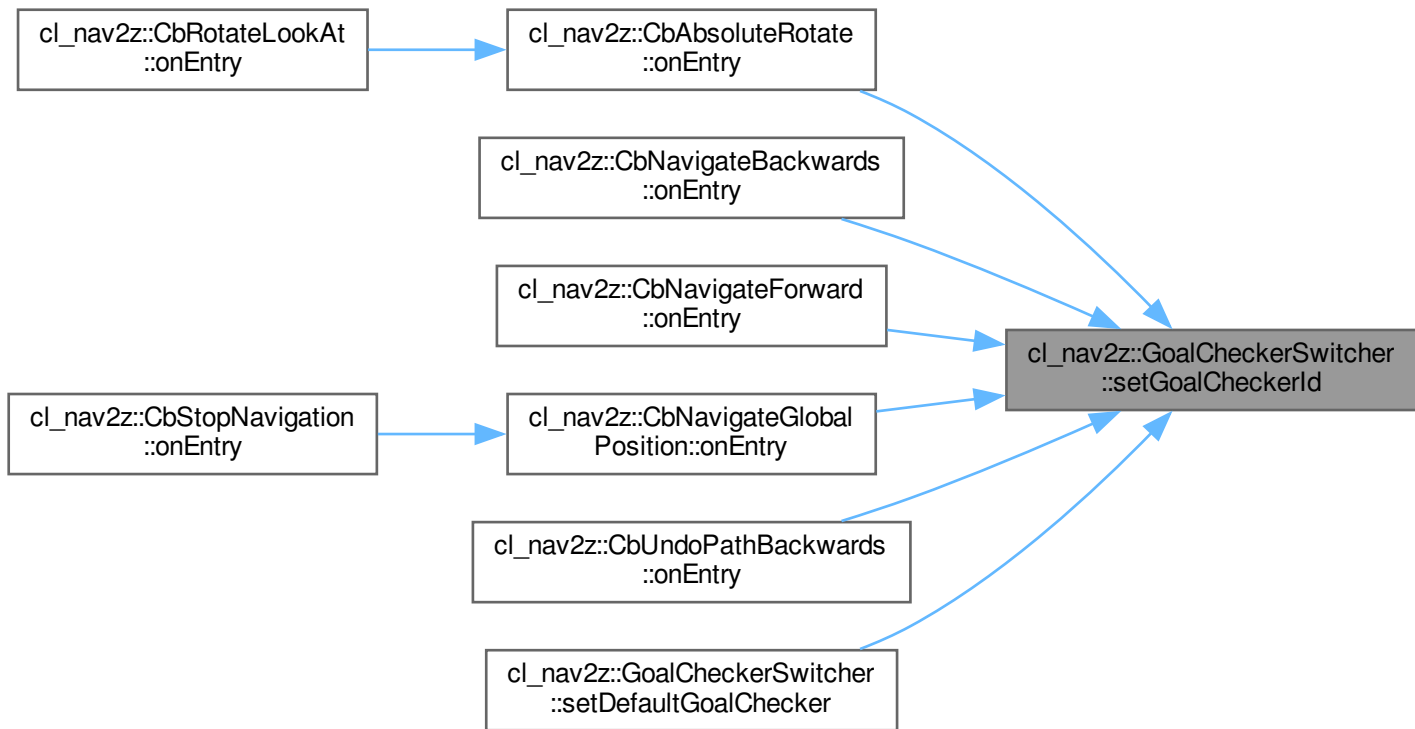 cl_nav2z::CbRotateLookAt
::onEntry
cl_nav2z::CbAbsoluteRotate
::onEntry
cl_nav2z::CbNavigateBackwards
::onEntry
cl_nav2z::CbNavigateForward
::onEntry
cl_nav2z::GoalCheckerSwitcher
::setGoalCheckerId
cl_nav2z::CbStopNavigation
::onEntry
cl_nav2z::CbNavigateGlobal
Position::onEntry
cl_nav2z::CbUndoPathBackwards
::onEntry
cl_nav2z::GoalCheckerSwitcher
::setDefaultGoalChecker